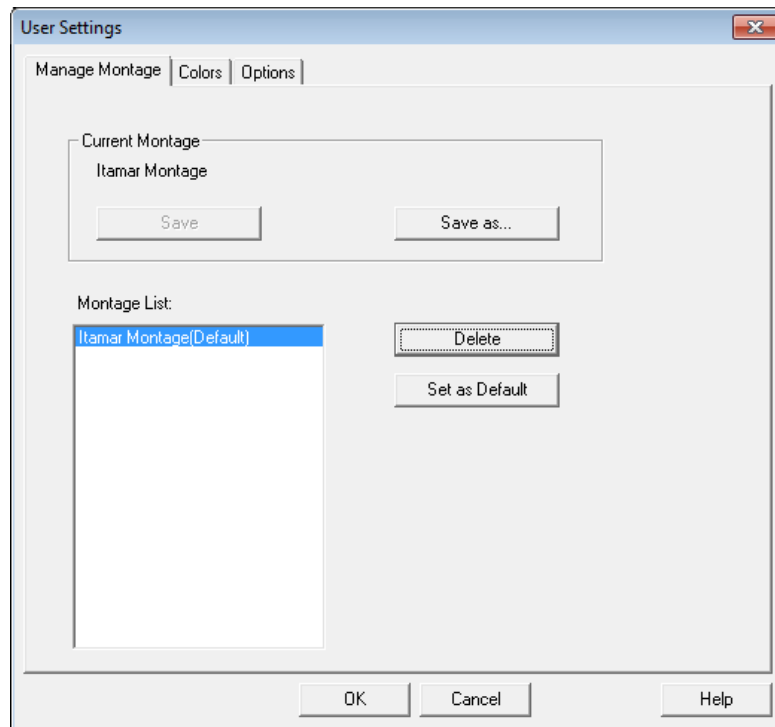 User Settings
Manage Montage
Colors
Options
Current Montage
Itamar Montage
Save
Save as...
Montage List:
Itamar Montage(Default)
Delete
Set as Default
OK
Cancel
Help